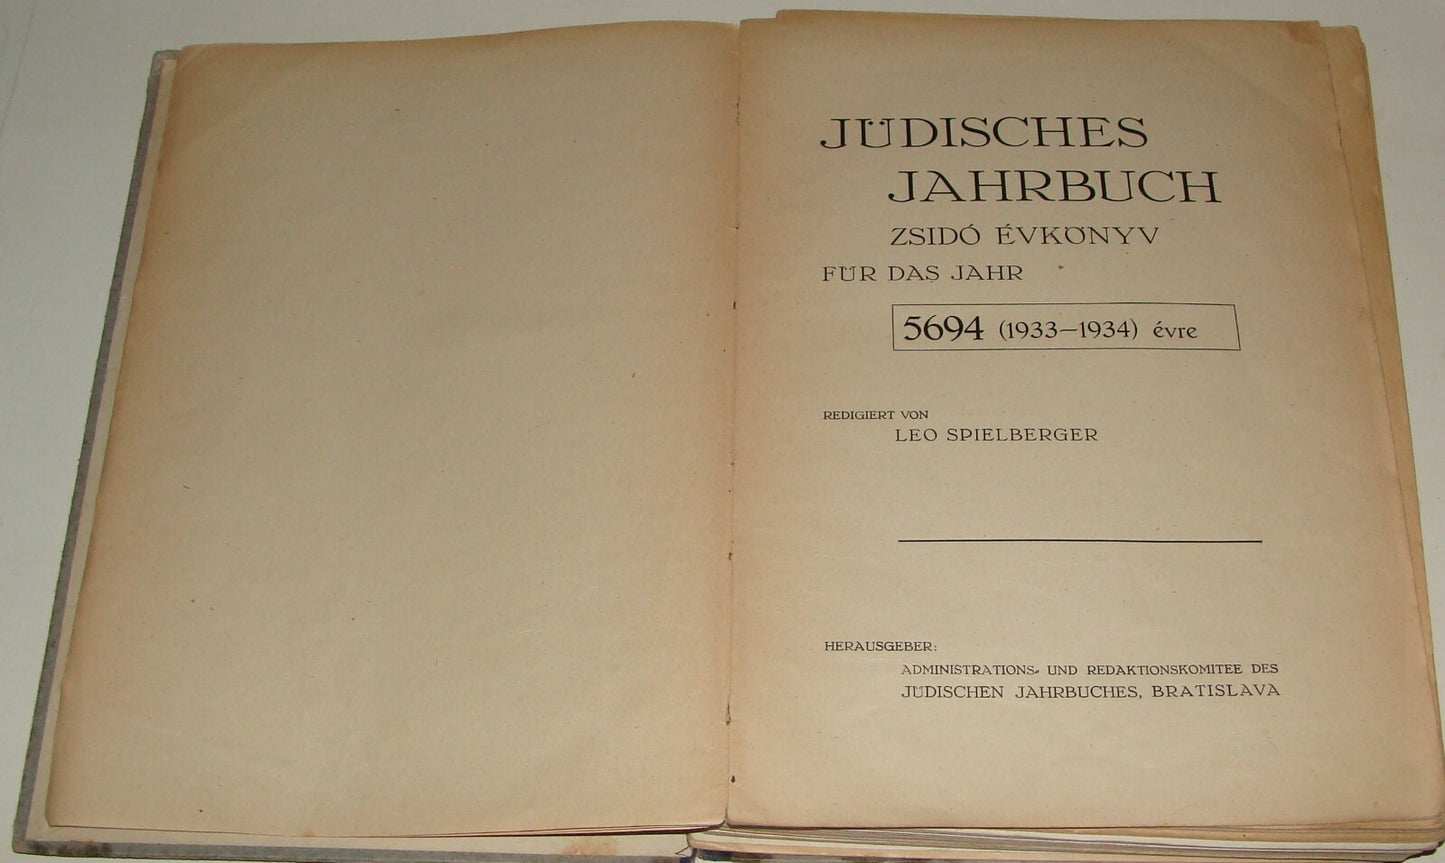 JÜDISCHES
JAHRBUCH
ZSIDÓ ÉVKÖNYV
FÜR DAS JAHR
5694 (1933—1934) évre
REDIGIERT VON
LEO SPIELBERGER
HERAUSGEBER:
ADMINISTRATIONS- UND REDAKTIONSKOMITEE DES
JÜDISCHEN JAHRBUCHES, BRATISLAVA